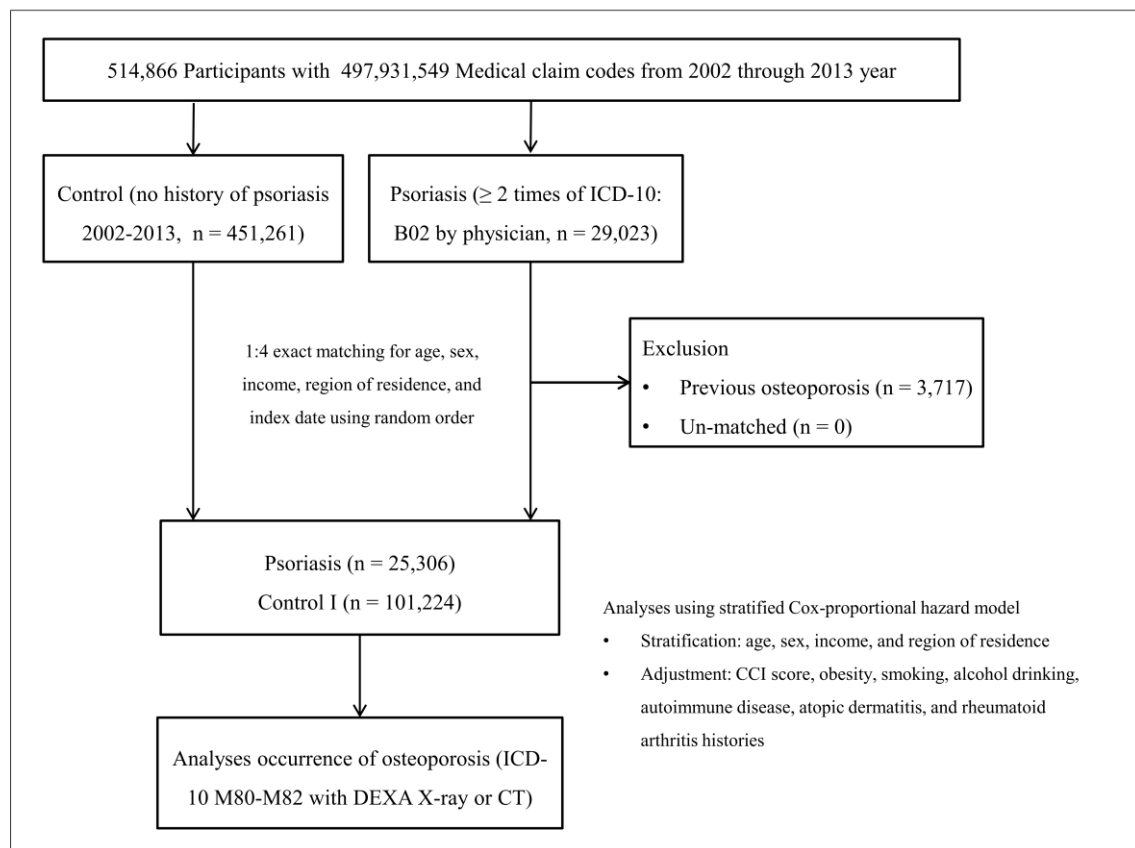 514,866 Participants with 497,931,549 Medical claim codes from 2002 through 2013 year
Control (no history of psoriasis
2002-2013, n = 451,261)
Psoriasis (≥ 2 times of ICD-10:
B02 by physician, n = 29,023)
1:4 exact matching for age, sex,
income, region of residence, and
index date using random order
Exclusion
• Previous osteoporosis (n = 3,717)
• Un-matched (n = 0)
Psoriasis (n = 25,306)
Control I (n = 101,224)
Analyses using stratified Cox-proportional hazard model
• Stratification: age, sex, income, and region of residence
• Adjustment: CCI score, obesity, smoking, alcohol drinking,
autoimmune disease, atopic dermatitis, and rheumatoid
arthritis histories
Analyses occurrence of osteoporosis (ICD-
10 M80-M82 with DEXA X-ray or CT)